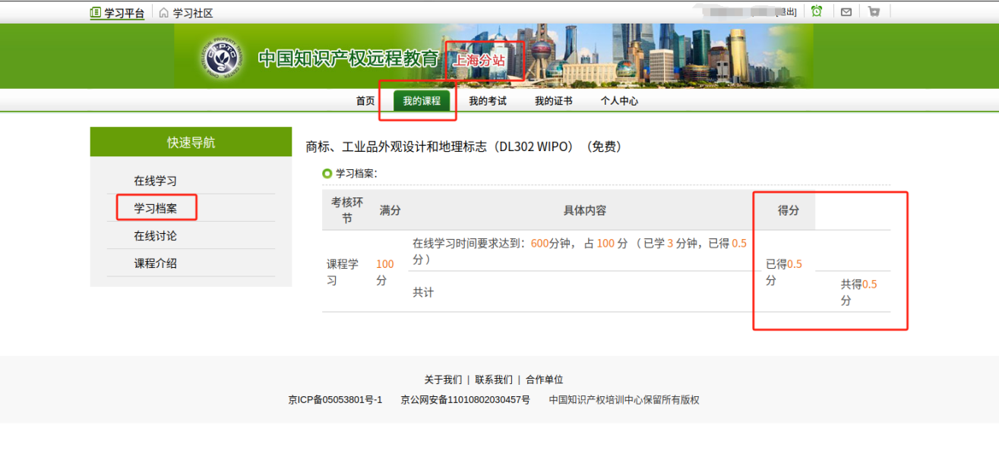 学习平台 学习社区 退出]
中国知识产权远程教育 上海分站
首页 我的课程 我的考试 我的证书 个人中心
快速导航
在线学习
学习档案
在线讨论
课程介绍
商标、工业品外观设计和地理标志（DL302 WIPO）（免费）
学习档案：
考核环节 满分 具体内容 得分
课程学习
100分
在线学习时间要求达到：600分钟， 占 100 分 （ 已学 3 分钟，已得 0.5
分 ）
共计
已得0.5
分
共得0.5
分
关于我们 | 联系我们 | 合作单位
京ICP备05053801号-1 京公网安备11010802030457号 中国知识产权培训中心保留所有版权